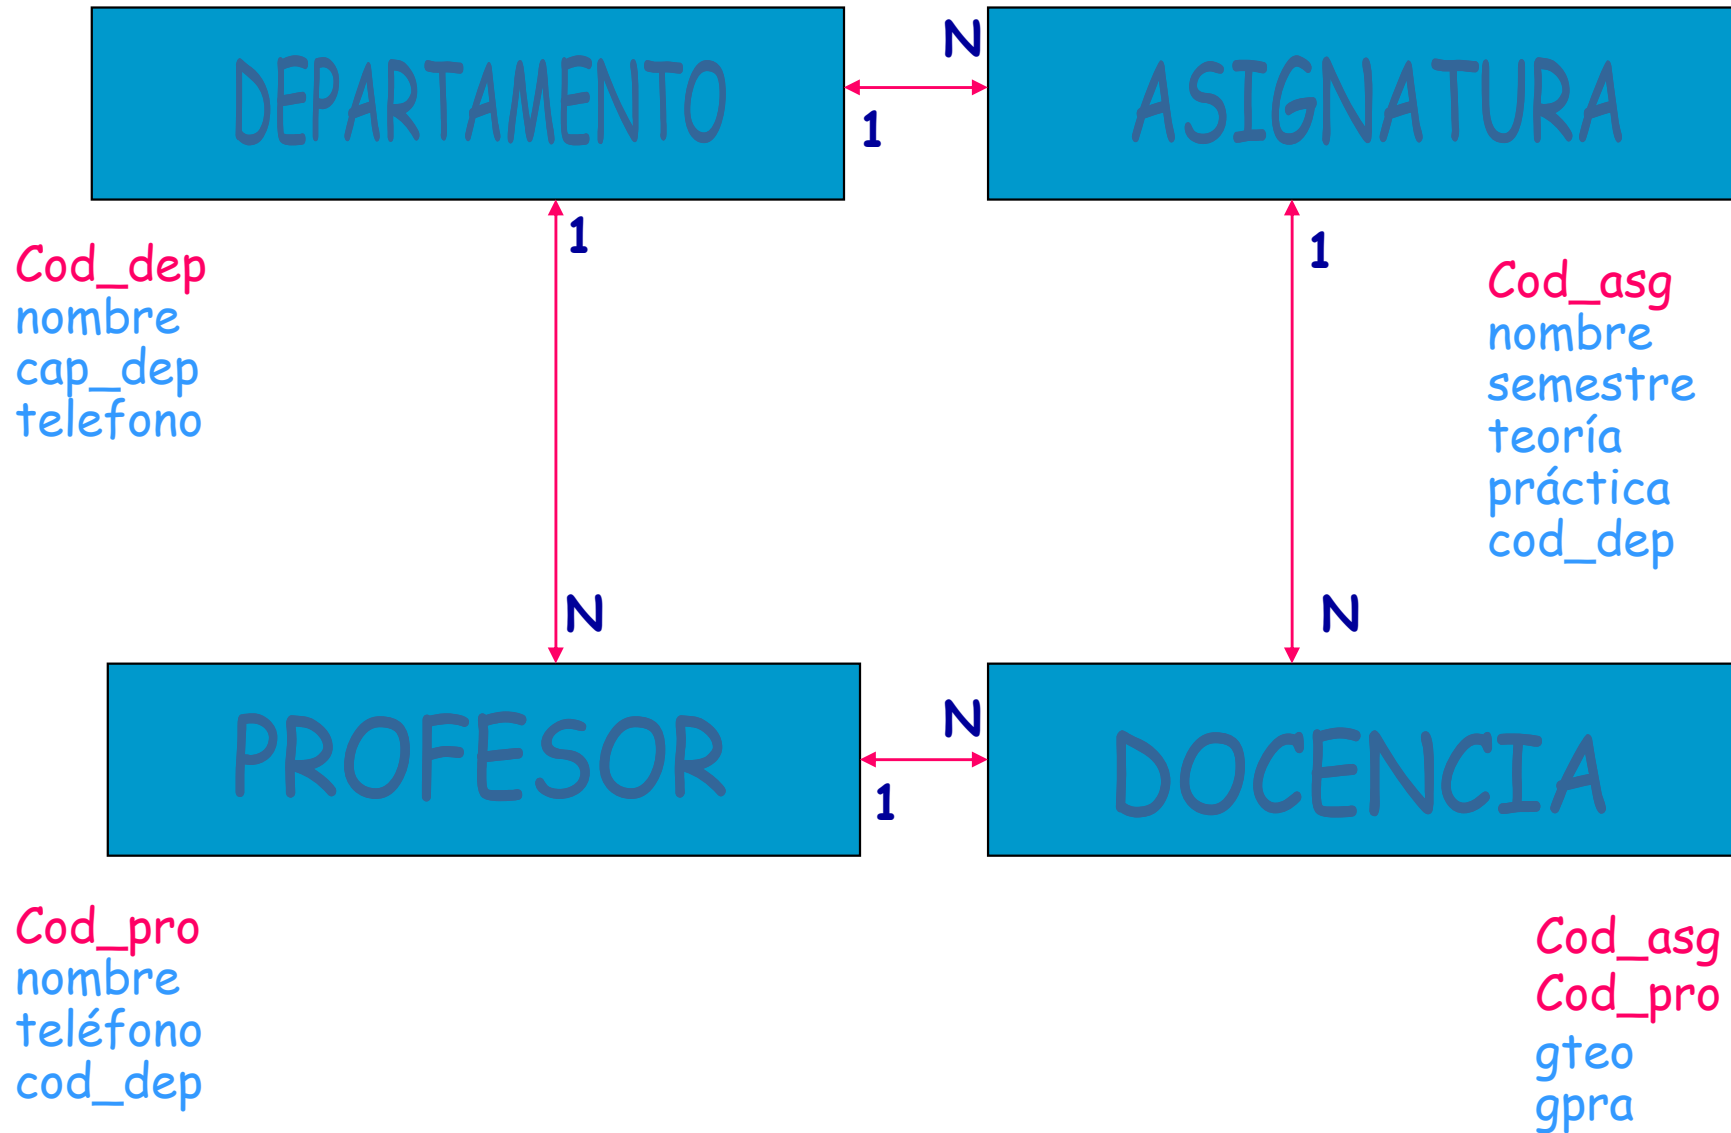 DEPARTAMENTO
N
1
ASIGNATURA
1
1
Cod_dep
nombre
cap_dep
telefono
Cod_asg
nombre
semestre
teoría
práctica
cod_dep
N
N
PROFESOR
N
1
DOCENCIA
Cod_pro
nombre
teléfono
cod_dep
Cod_asg
Cod_pro
gteo
gpra